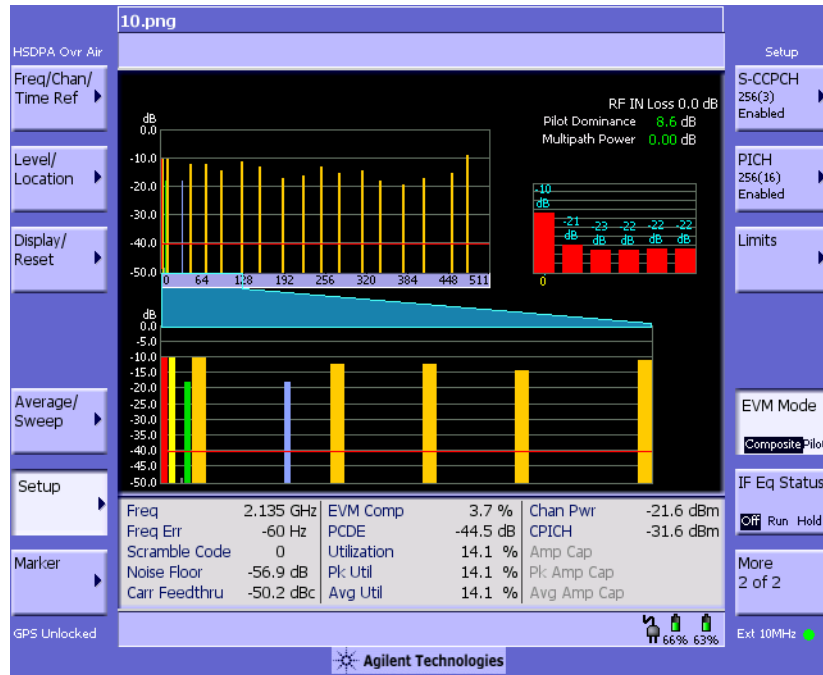 10.png
HSDPA Ovr Air
Freq/Chan/
Time Ref
Level/
Location
Display/
Reset
Average/
Sweep
Setup
Marker
GPS Unlocked
RF IN Loss 0.0 dB
Pilot Dominance 8.6 dB
Multipath Power 0.00 dB
dB
0.0
-10.0
-20.0
-30.0
-40.0
-50.0
0 64 128 192 256 320 384 448 511
-10
dB
-21 -23 -22 -22 -22
dB dB dB dB dB
0
dB
0.0
-5.0
-10.0
-15.0
-20.0
-25.0
-30.0
-35.0
-40.0
-45.0
-50.0
Freq 2.135 GHz EVM Comp 3.7 % Chan Pwr -21.6 dBm
Freq Err -60 Hz PCDE -44.5 dB CPICH -31.6 dBm
Scramble Code 0 Utilization 14.1 % Amp Cap
Noise Floor -56.9 dB Pk Util 14.1 % Pk Amp Cap
Carr Feedthru -50.2 dBc Avg Util 14.1 % Avg Amp Cap
66% 63%
Agilent Technologies
Setup
S-CCPCH
256(3)
Enabled
PICH
256(16)
Enabled
Limits
EVM Mode
Composite Pilot
IF Eq Status
Off Run Hold
More
2 of 2
Ext 10MHz